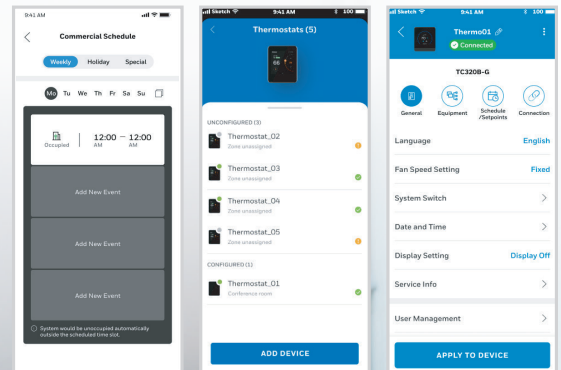 9:41 AM
Commercial Schedule
Weekly
Holiday
Special
Mo Tu We Th Fr Sa Su
Occupied
12:00 – 12:00
AM AM
Add New Event
Add New Event
Add New Event
System would be unoccupied automatically
outside the scheduled time slot.
Sketch 9:41 AM 100
Thermostats (5)
66
UNCONFIGURED (3)
Thermostat_02
Zone unassigned
Thermostat_03
Zone unassigned
Thermostat_04
Zone unassigned
Thermostat_05
Zone unassigned
CONFIGURED (1)
Thermostat_01
Conference room
ADD DEVICE
Sketch 9:41 AM 100
Thermo01
Connected
TC320B-G
General
Equipment
Schedule
/Setpoints
Connection
Language English
Fan Speed Setting Fixed
System Switch
Date and Time
Display Setting Display Off
Service Info
User Management
APPLY TO DEVICE